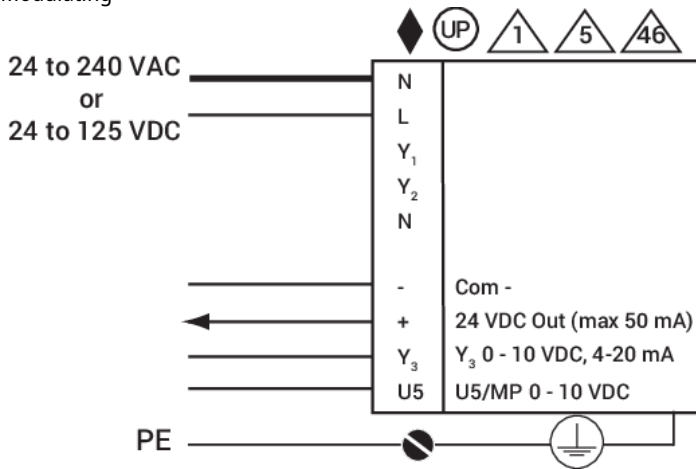 modulating
UP 1 5 46
24 to 240 VAC
or
24 to 125 VDC
N
L
Y₁
Y₂
N
- Com -
+ 24 VDC Out (max 50 mA)
Y₃ Y₃ 0 - 10 VDC, 4-20 mA
U5 U5/MP 0 - 10 VDC
PE